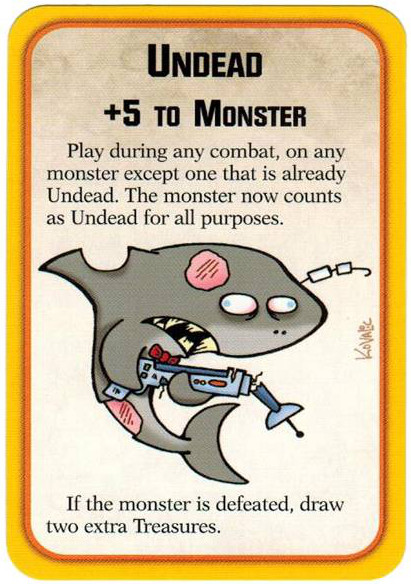 UNDEAD
+5 TO MONSTER
Play during any combat, on any
monster except one that is already
Undead. The monster now counts
as Undead for all purposes.
KOVALIC
If the monster is defeated, draw
two extra Treasures.